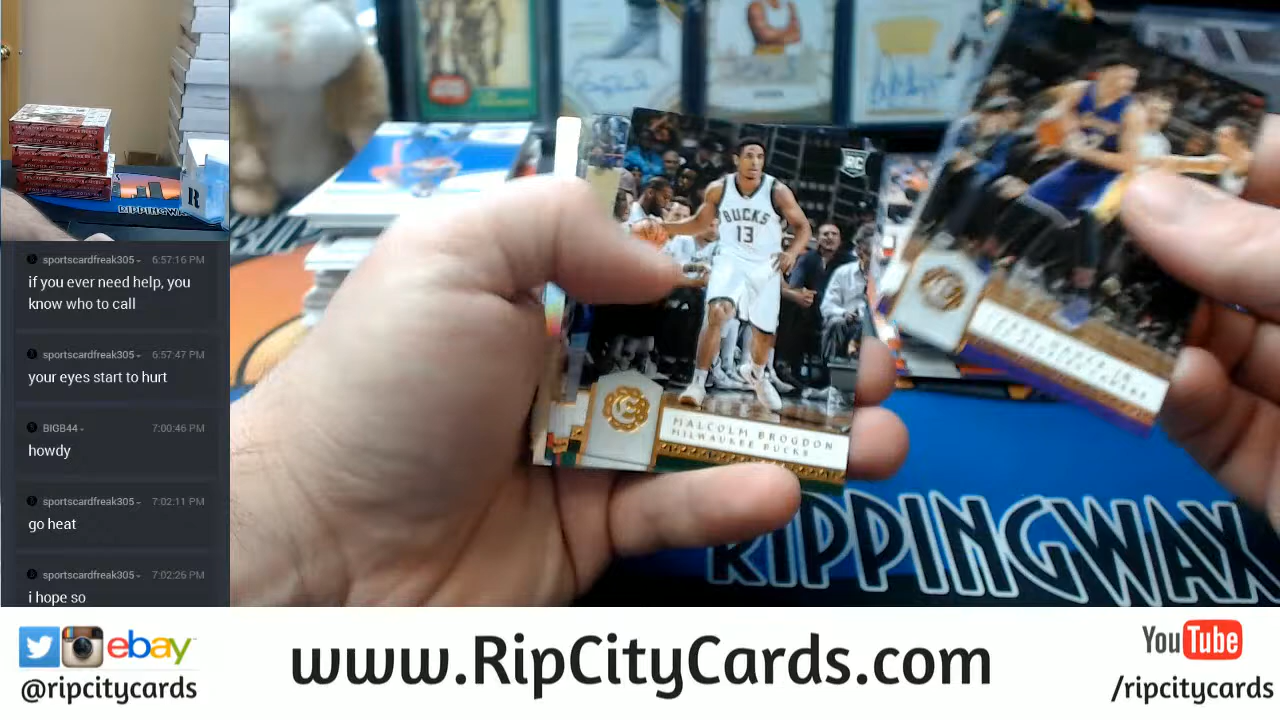 sportscardfreak305 6:57:16 PM
if you ever need help, you
know who to call
sportscardfreak305 6:57:47 PM
your eyes start to hurt
BIGB44 7:00:46 PM
howdy
sportscardfreak305 7:02:11 PM
go heat
sportscardfreak305 7:02:26 PM
i hope so
RC
BUCKS
13
MALCOLM BROGDON
MILWAUKEE BUCKS
RIPPINGWAX
R
RIPPINGWAX
ebay
@ripcitycards
www.RipCityCards.com
YouTube
/ripcitycards